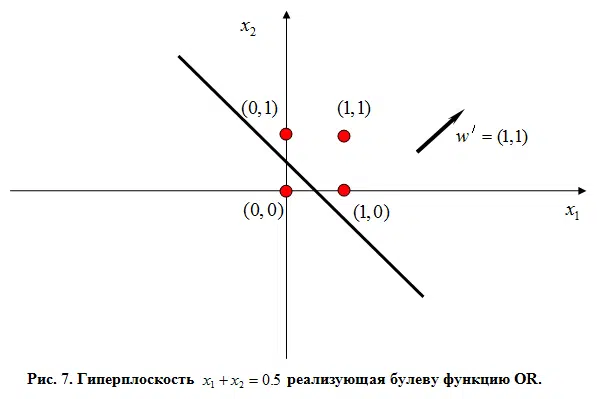 x₂
(0,1)
(1,1)
w′ = (1,1)
(0,0)
(1,0)
x₁
Рис. 7. Гиперплоскость x₁ + x₂ = 0.5 реализующая булеву функцию OR.